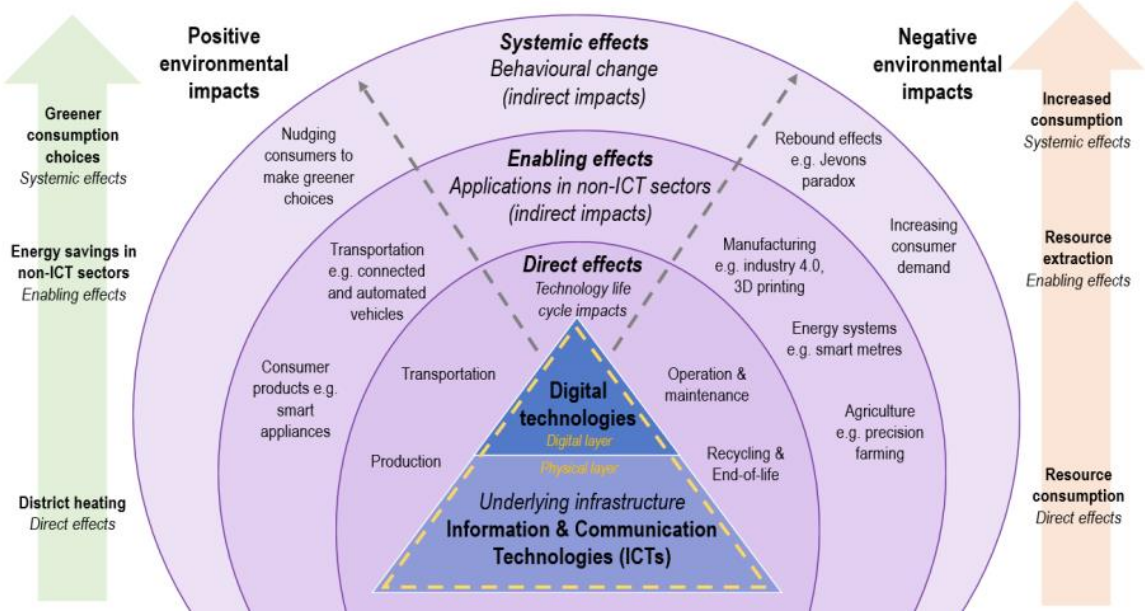 Positive
environmental
impacts
Systemic effects
Behavioural change
(indirect impacts)
Negative
environmental
impacts
Greener
consumption
choices
Systemic effects
Energy savings in
non-ICT sectors
Enabling effects
District heating
Direct effects
Nudging
consumers to
make greener
choices
Enabling effects
Applications in non-ICT sectors
(indirect impacts)
Rebound effects
e.g. Jevons
paradox
Increasing
consumer
demand
Transportation
e.g. connected
and automated
vehicles
Consumer
products e.g.
smart
appliances
Manufacturing
e.g. industry 4.0,
3D printing
Energy systems
e.g. smart metres
Agriculture
e.g. precision
farming
Direct effects
Technology life
cycle impacts
Transportation
Production
Operation &
maintenance
Recycling &
End-of-life
Digital
technologies
Digital layer
Physical layer
Underlying infrastructure
Information & Communication
Technologies (ICTs)
Increased
consumption
Systemic effects
Resource
extraction
Enabling effects
Resource
consumption
Direct effects